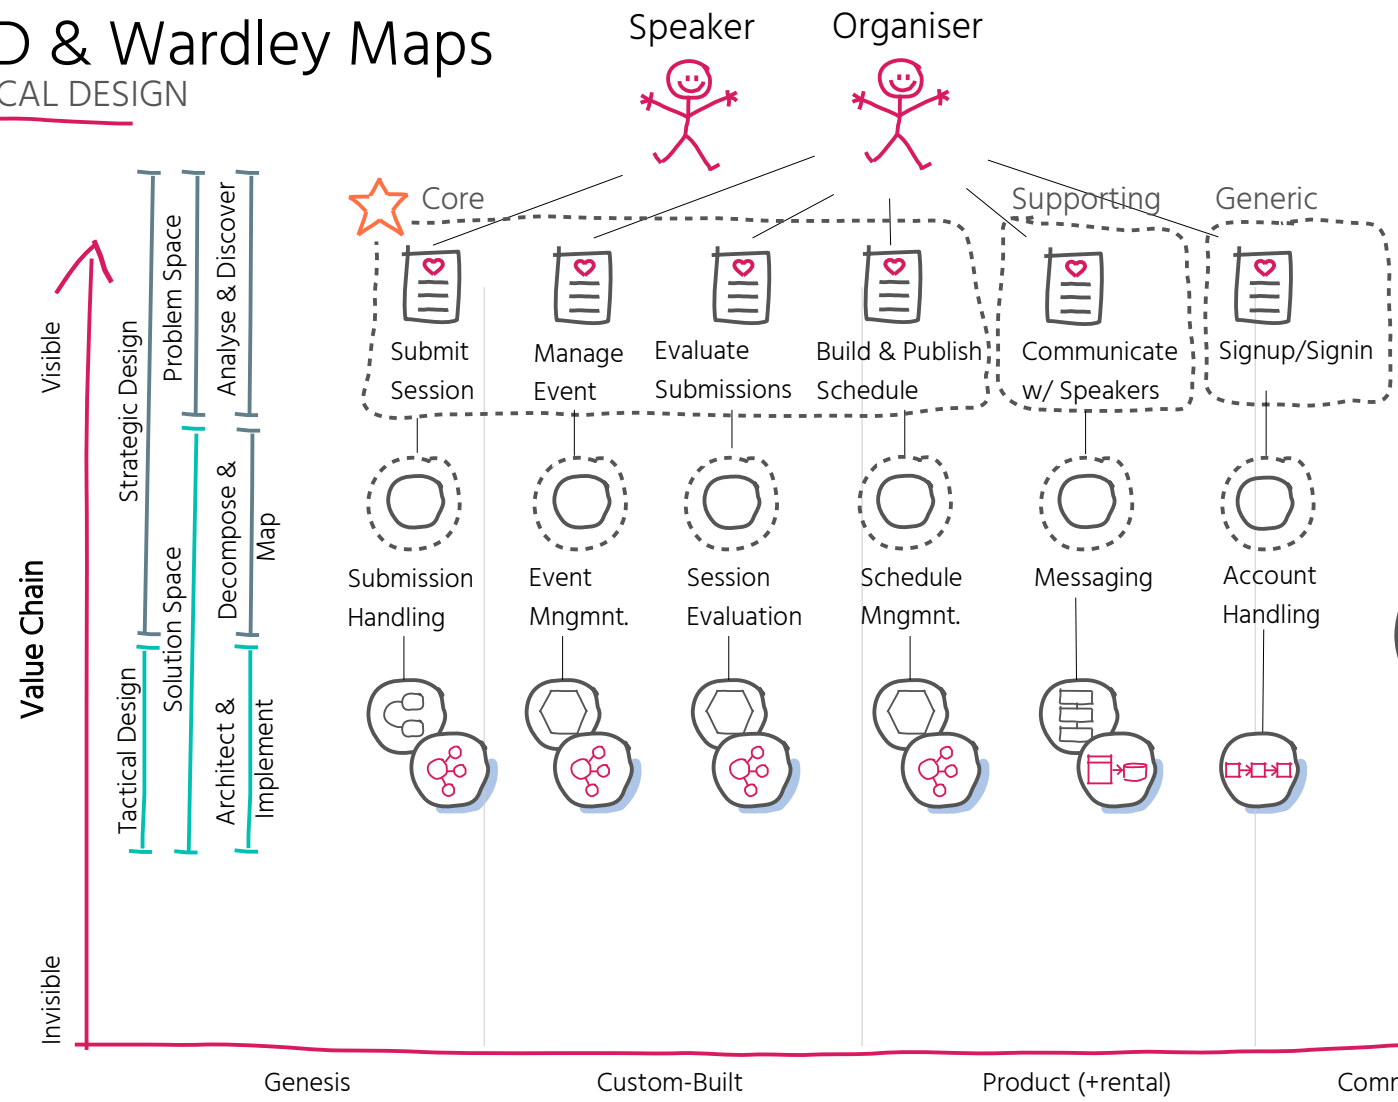 D & Wardley Maps
CAL DESIGN
Speaker
Organiser
Core
Supporting
Generic
Submit
Session
Manage
Event
Evaluate
Submissions
Build & Publish
Schedule
Communicate
w/ Speakers
Signup/Signin
Submission
Handling
Event
Mngmnt.
Session
Evaluation
Schedule
Mngmnt.
Messaging
Account
Handling
Value Chain
Visible
Invisible
Strategic Design
Tactical Design
Problem Space
Solution Space
Analyse & Discover
Decompose &
Map
Architect &
Implement
Genesis
Custom-Built
Product (+rental)
Comm